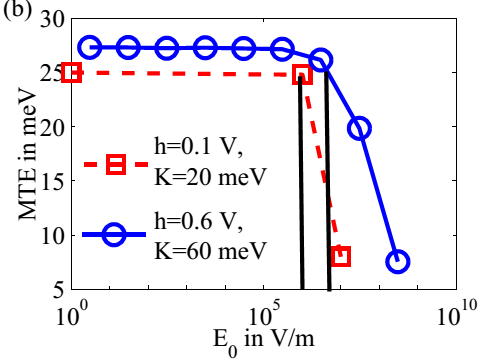 (b)
30
25
20
15
10
5
MTE in meV
h=0.1 V,
K=20 meV
h=0.6 V,
K=60 meV
10^0
10^5
10^10
E_0 in V/m